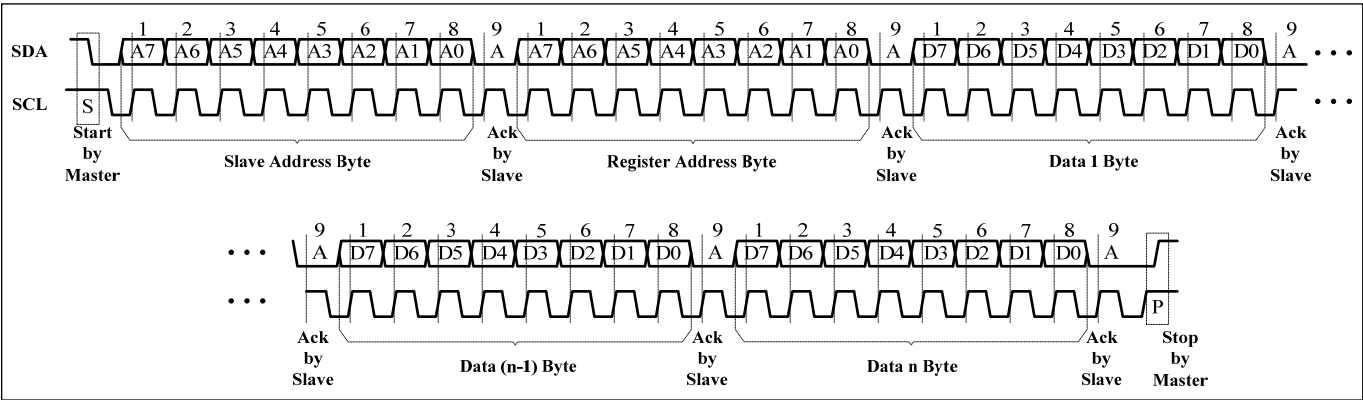 1 2 3 4 5 6 7 8 9 1 2 3 4 5 6 7 8 9 1 2 3 4 5 6 7 8 9
SDA A7 A6 A5 A4 A3 A2 A1 A0 A A7 A6 A5 A4 A3 A2 A1 A0 A D7 D6 D5 D4 D3 D2 D1 D0 A • • •
SCL S • • •
Start by Master
Slave Address Byte
Ack by Slave
Register Address Byte
Ack by Slave
Data 1 Byte
Ack by Slave
9 1 2 3 4 5 6 7 8 9 1 2 3 4 5 6 7 8 9
• • • A D7 D6 D5 D4 D3 D2 D1 D0 A D7 D6 D5 D4 D3 D2 D1 D0 A
• • • P
Ack by Slave
Data (n-1) Byte
Ack by Slave
Data n Byte
Ack by Slave
Stop by Master